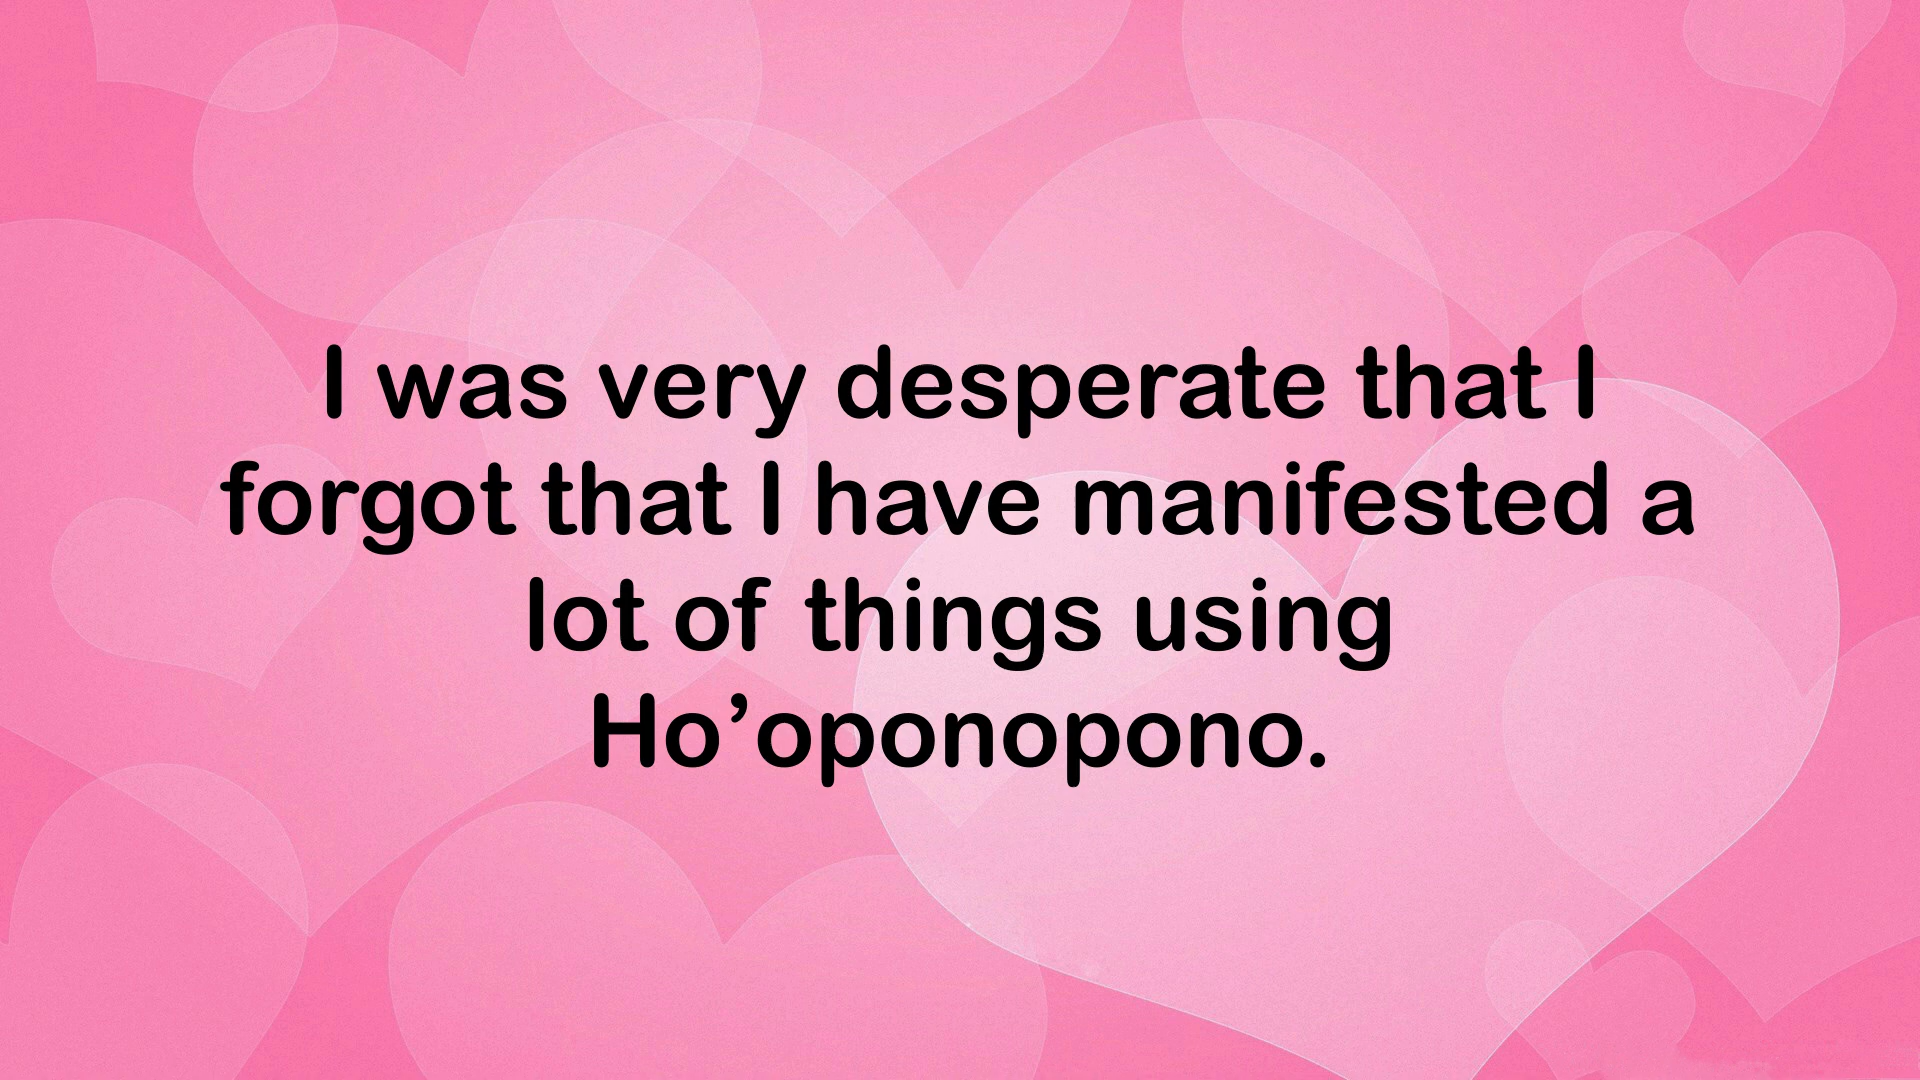 I was very desperate that I
forgot that I have manifested a
lot of things using
Ho’oponopono.